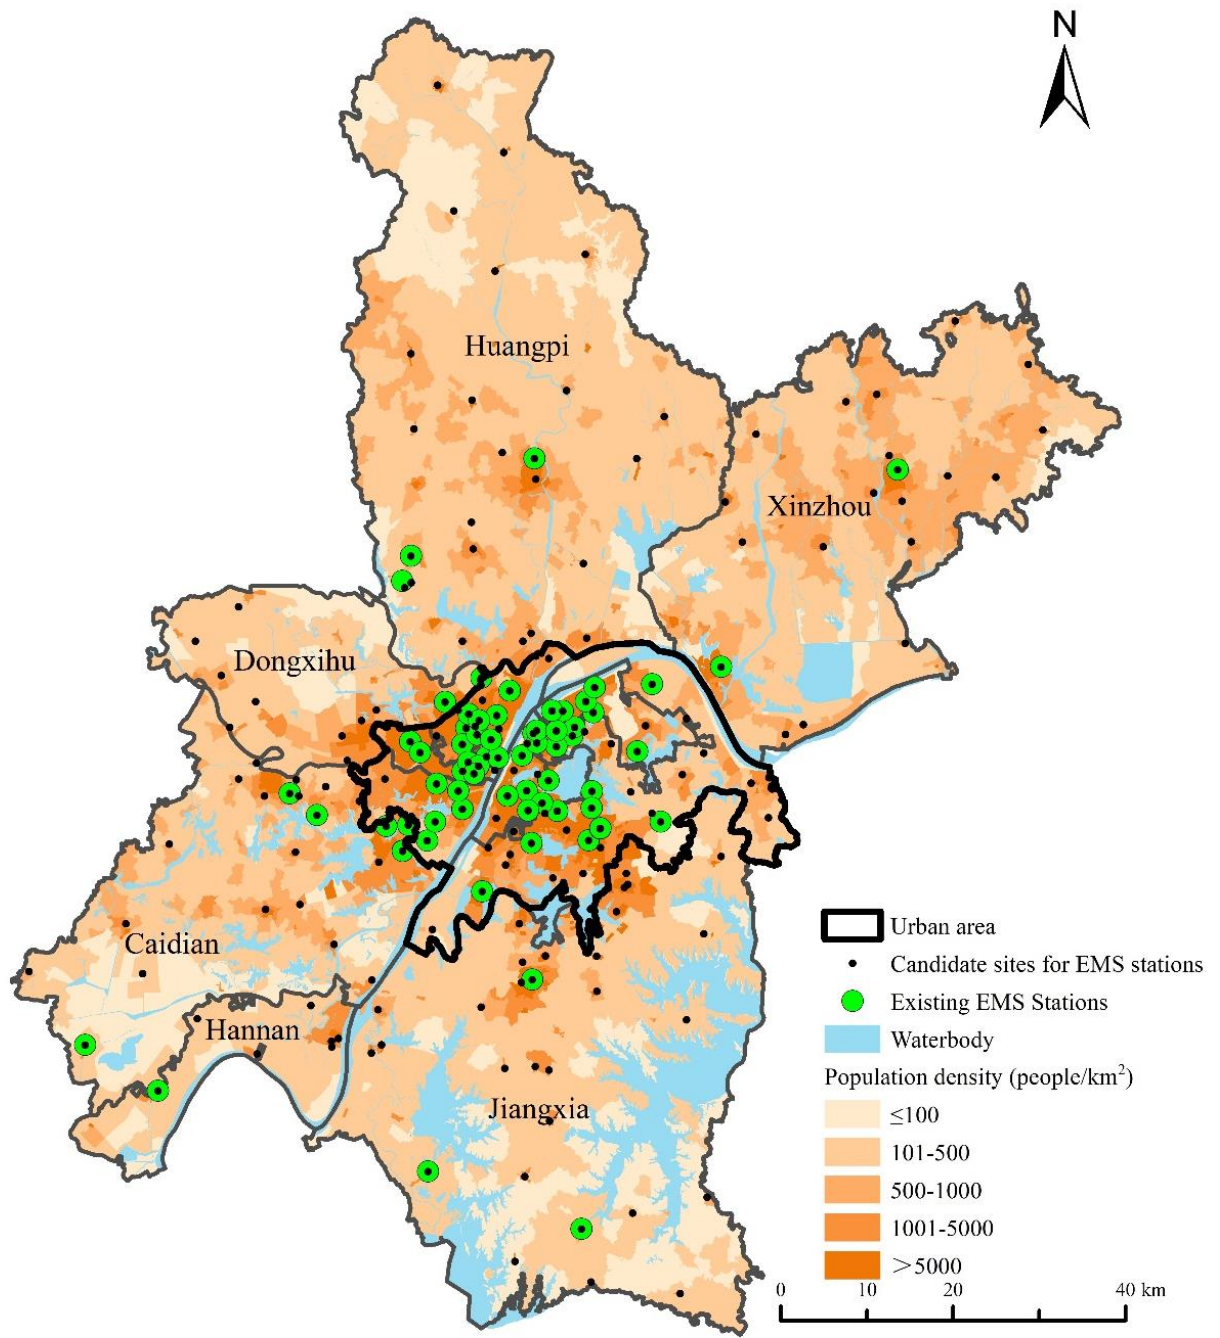 N
Huangpi
Xinzhou
Dongxihu
Caidian
Hannan
Jiangxia
Urban area
Candidate sites for EMS stations
Existing EMS Stations
Waterbody
Population density (people/km²)
≤100
101-500
500-1000
1001-5000
＞5000
0 10 20 40 km